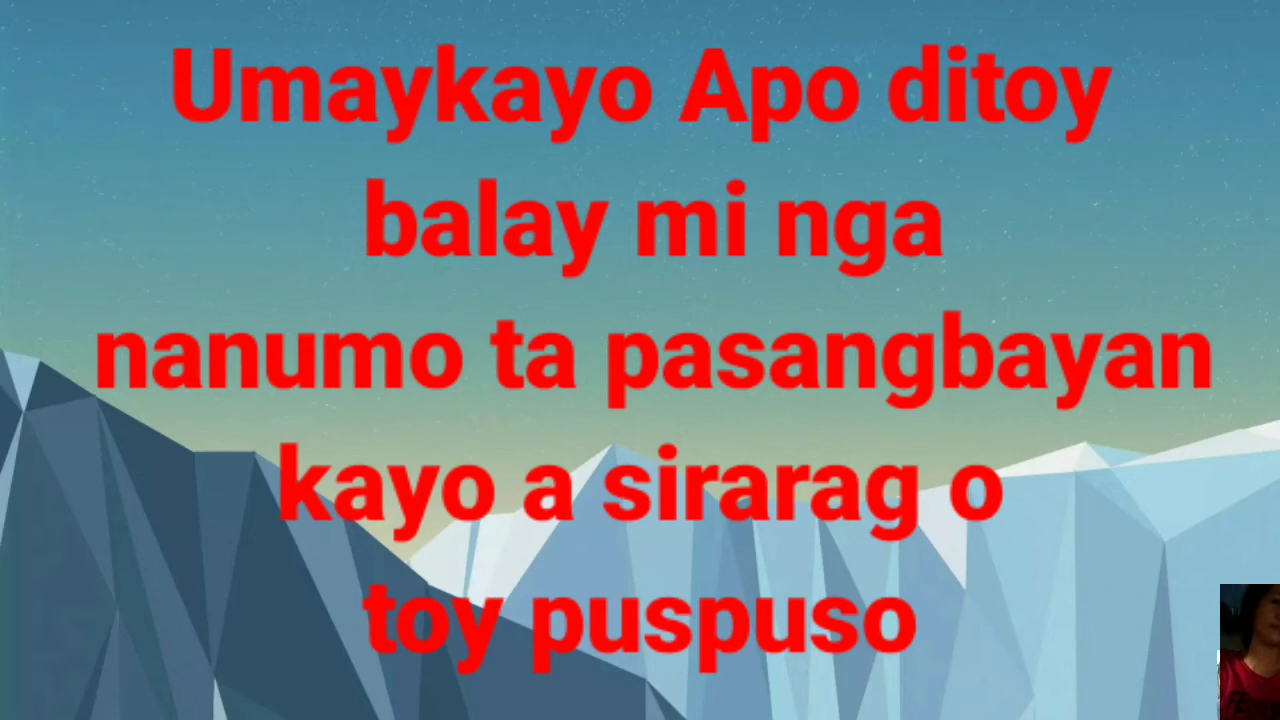 Umaykayo Apo ditoy
balay mi nga
nanumo ta pasangbayan
kayo a sirarag o
toy puspuso